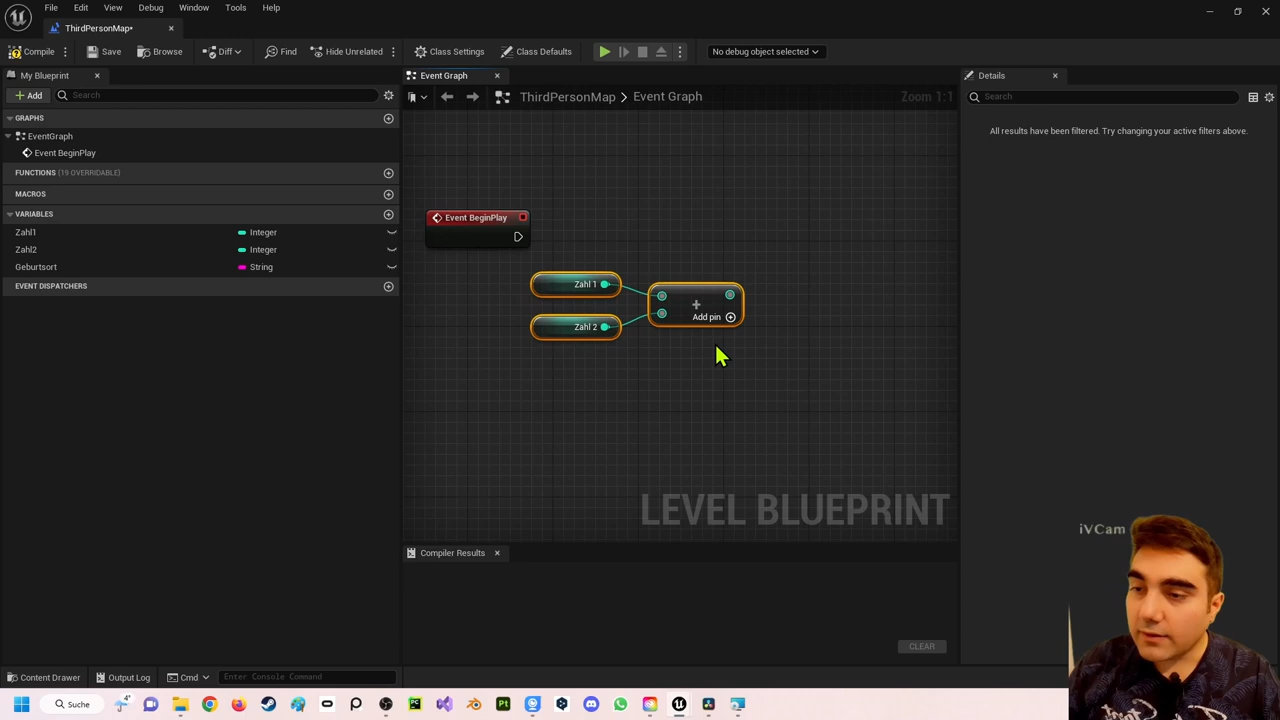 File Edit View Window Debug Tools Help
ThirdPersonMap*
Compile Save Browse Diff Find Hide Unrelated Class Settings Class Defaults No debug object selected
My Blueprint
Add Search
GRAPHS
EventGraph
Event BeginPlay
FUNCTIONS (19 OVERRIDABLE)
MACROS
VARIABLES
Zahl1 Integer
Zahl2 Integer
Geburtsort String
EVENT DISPATCHERS
Event Graph
ThirdPersonMap > Event Graph Zoom 1:1
Event BeginPlay
Zahl 1
Zahl 2
+
Add pin
LEVEL BLUEPRINT
Compiler Results
CLEAR
Details
Search
All results have been filtered. Try changing your active filters above.
iVCam
Content Drawer Output Log Cmd Enter Console Command
4° Suche